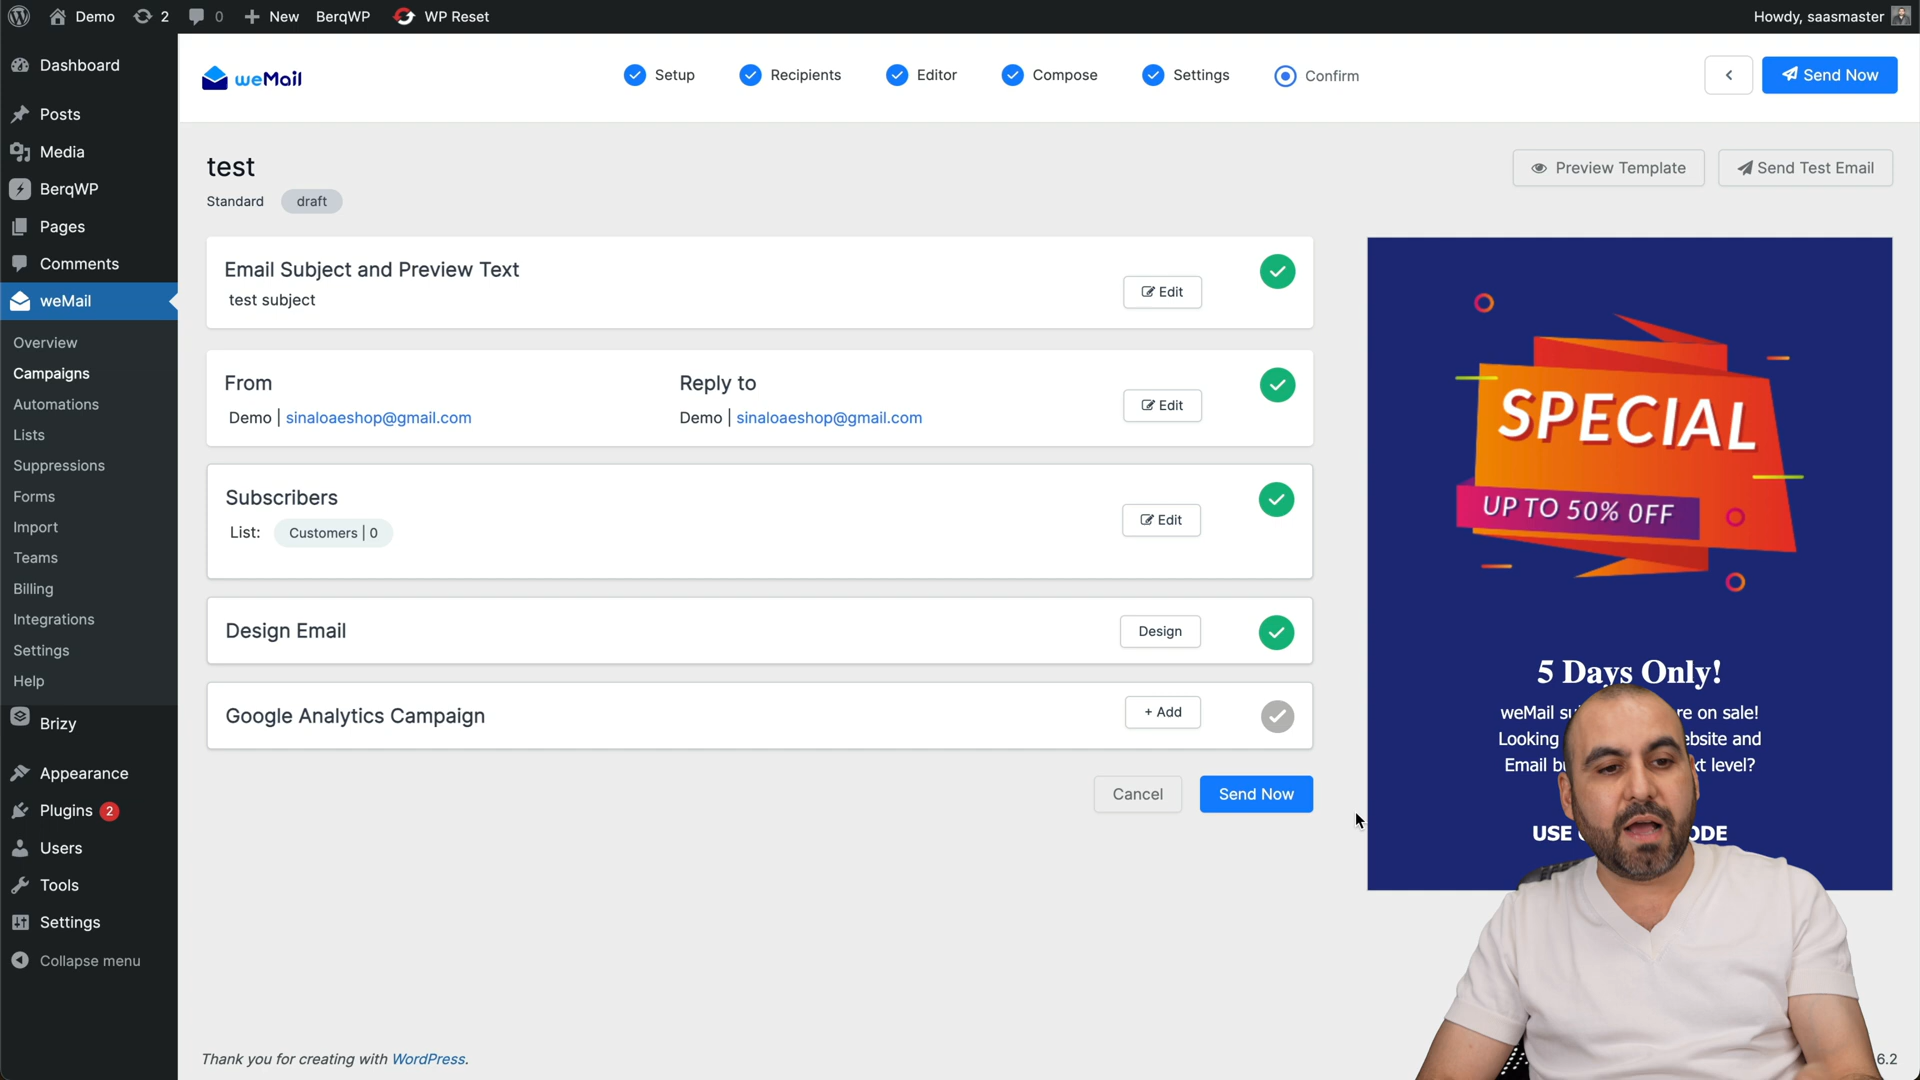 Demo
2
0
New
BerqWP
WP Reset
Howdy, saasmaster
Dashboard
Posts
Media
BerqWP
Pages
Comments
weMail
Overview
Campaigns
Automations
Lists
Suppressions
Forms
Import
Teams
Billing
Integrations
Settings
Help
Brizy
Appearance
Plugins 2
Users
Tools
Settings
Collapse menu
weMail
Setup
Recipients
Editor
Compose
Settings
Confirm
Send Now
test
Standard draft
Preview Template
Send Test Email
Email Subject and Preview Text
test subject
Edit
From
Demo | sinaloaeshop@gmail.com
Reply to
Demo | sinaloaeshop@gmail.com
Edit
Subscribers
List: Customers | 0
Edit
Design Email
Design
Google Analytics Campaign
+ Add
Cancel
Send Now
SPECIAL
UP TO 50% OFF
5 Days Only!
weMail on sale!
Looking and
Email level?
USE
Thank you for creating with WordPress.
6.2